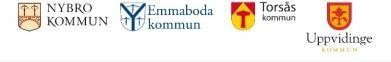 NYBRO
KOMMUN
Emmaboda
kommun
Torsås
kommun
Uppvidinge
KOMMUN